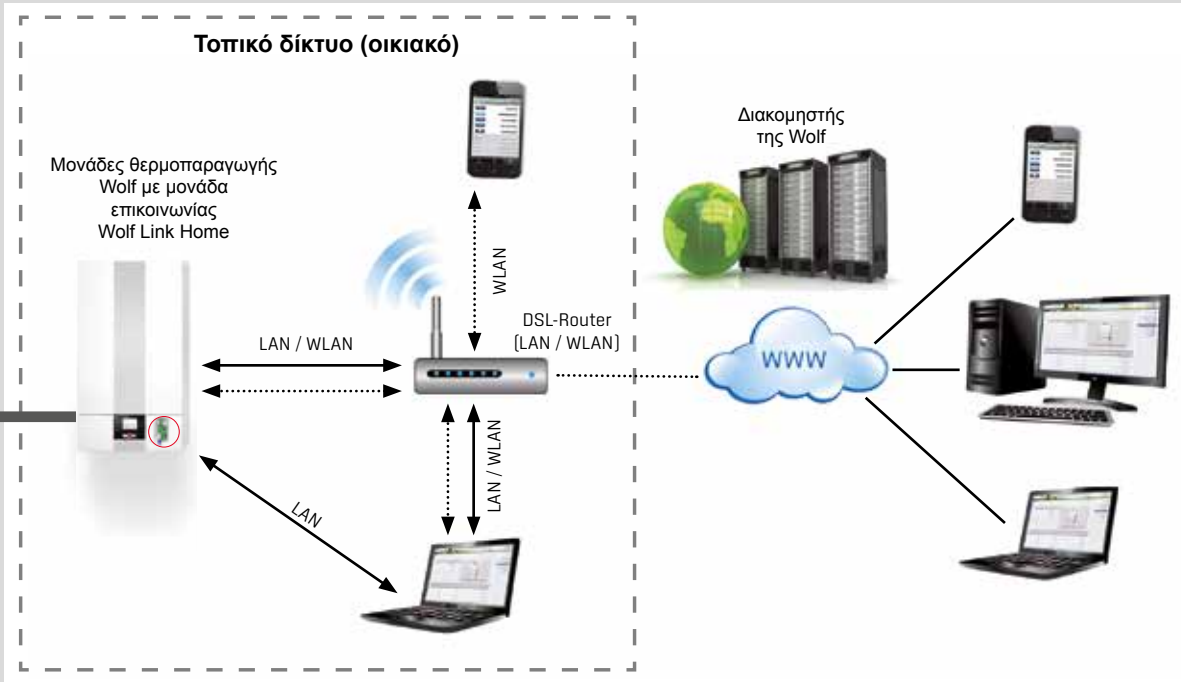 Τοπικό δίκτυο (οικιακό)
Μονάδες θερμοπαραγωγής
Wolf με μονάδα
επικοινωνίας
Wolf Link Home
WLAN
LAN / WLAN
DSL-Router
(LAN / WLAN)
LAN / WLAN
LAN
Διακομηστής
της Wolf
WWW